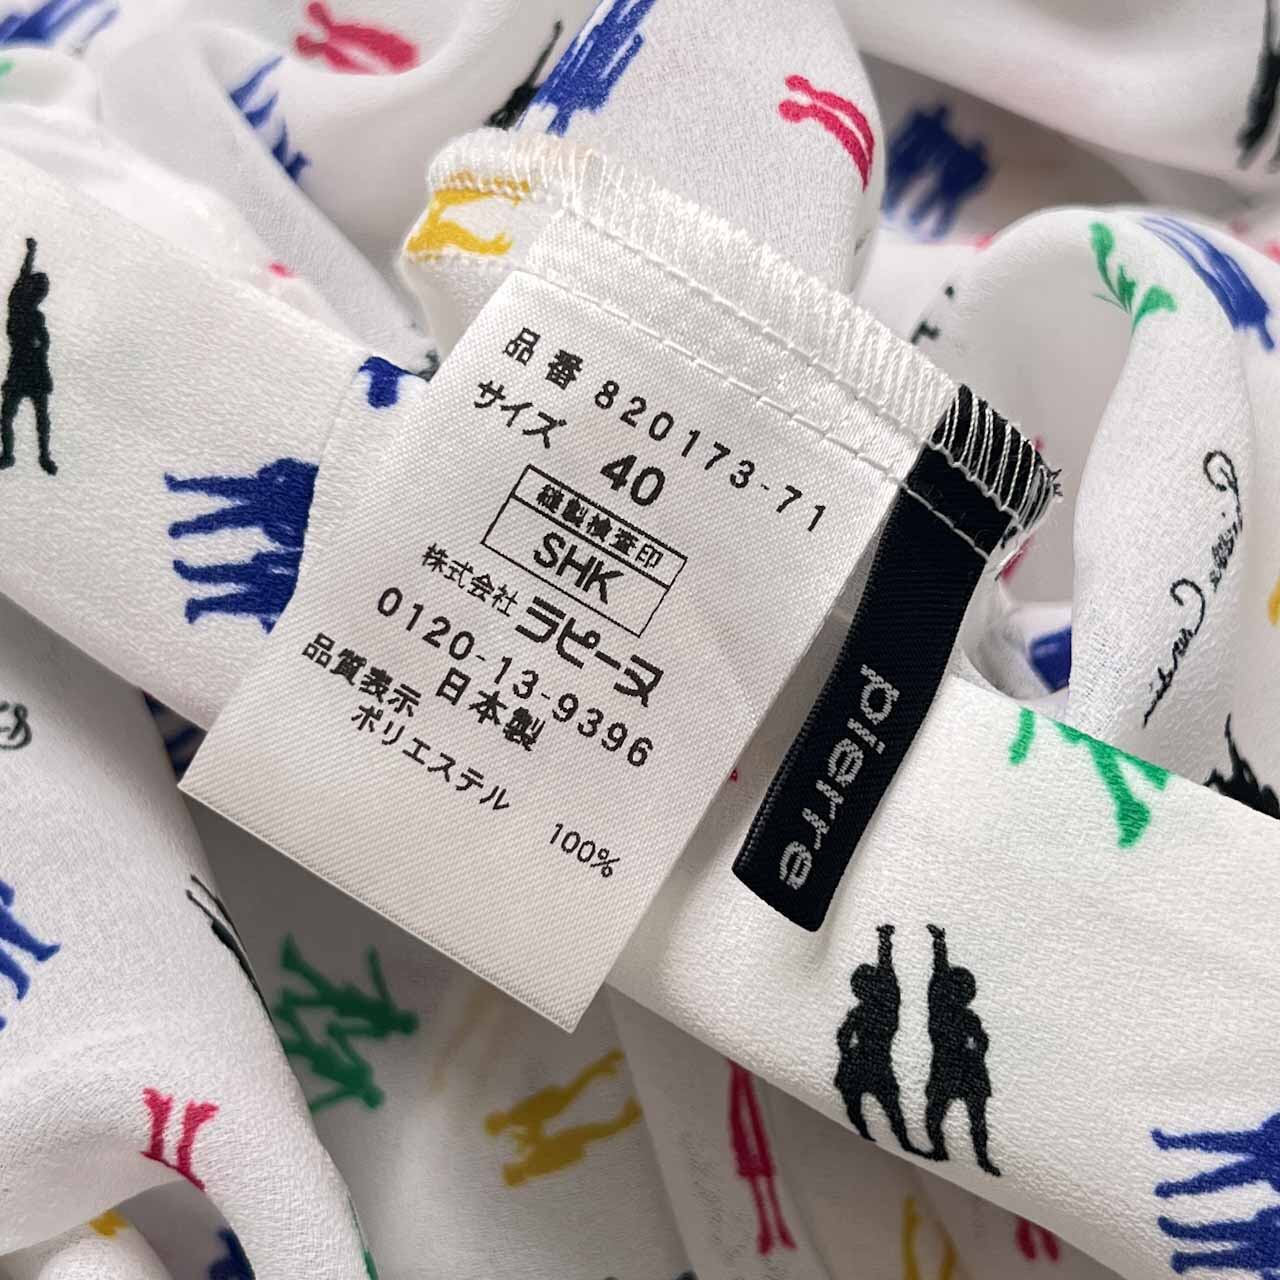 品番 820173-71
サイズ 40
縫製検査印
SHK
株式会社 ラピーヌ
0120-13-9396
品質表示 日本製
ポリエステル 100%
pierre
Pierre Cardin